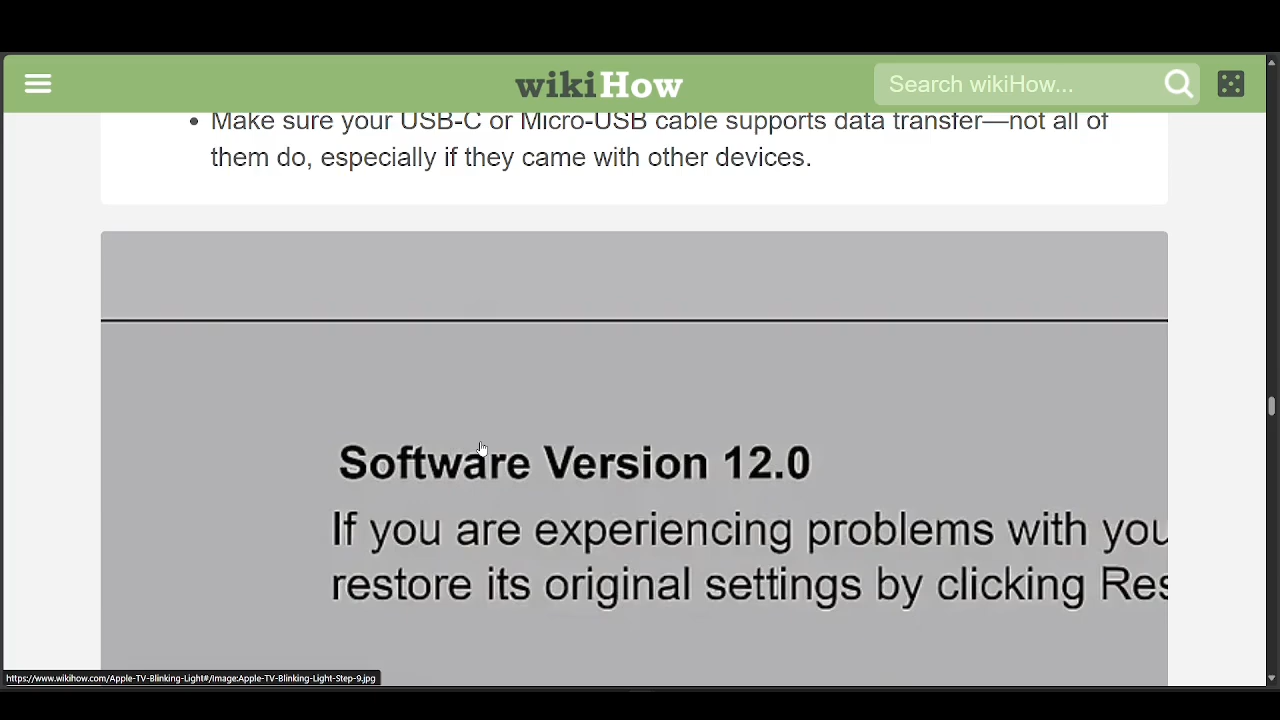 wikiHow
Search wikiHow...
Make sure your USB-C or Micro-USB cable supports data transfer—not all of
them do, especially if they came with other devices.
Software Version 12.0
If you are experiencing problems with you
restore its original settings by clicking Res
https://www.wikihow.com/Apple-TV-Blinking-Light#/Image:Apple-TV-Blinking-Light-Step-9.jpg